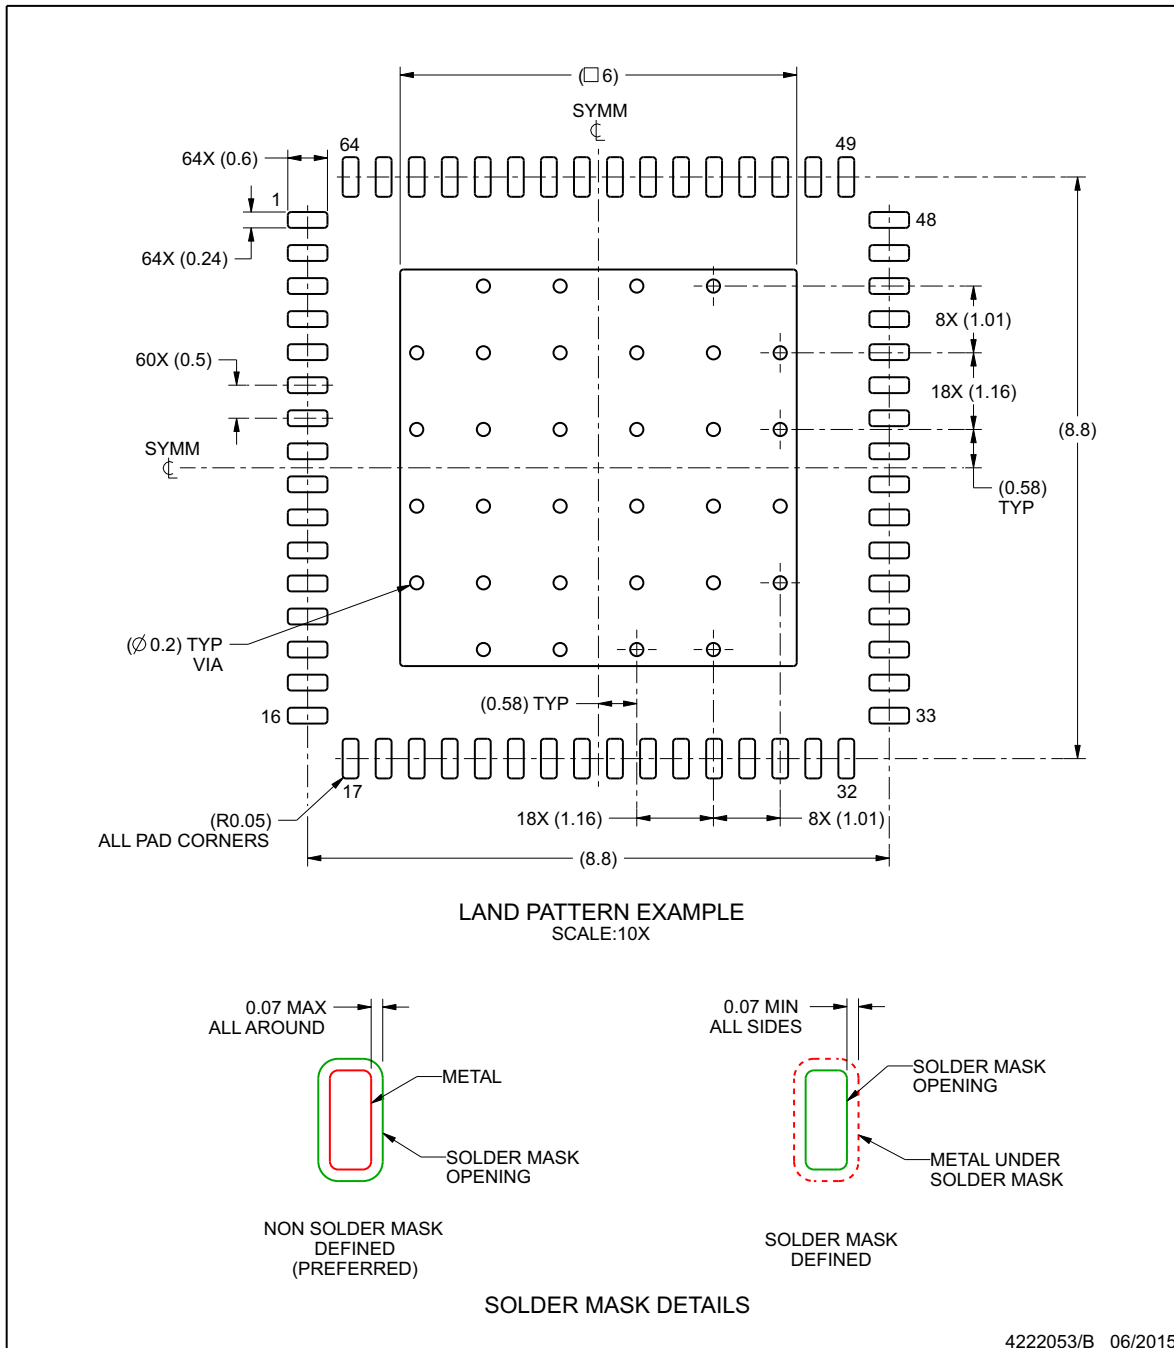 (□ 6)
SYMM
℄
64
49
64X (0.6)
1
48
64X (0.24)
8X (1.01)
60X (0.5)
18X (1.16)
(8.8)
SYMM
℄
(0.58)
TYP
(∅ 0.2) TYP
VIA
(0.58) TYP
16
33
17
32
(R0.05)
ALL PAD CORNERS
18X (1.16)
8X (1.01)
(8.8)
LAND PATTERN EXAMPLE
SCALE:10X
0.07 MAX
ALL AROUND
0.07 MIN
ALL SIDES
METAL
SOLDER MASK
OPENING
SOLDER MASK
OPENING
METAL UNDER
SOLDER MASK
NON SOLDER MASK
DEFINED
(PREFERRED)
SOLDER MASK
DEFINED
SOLDER MASK DETAILS
4222053/B 06/2015